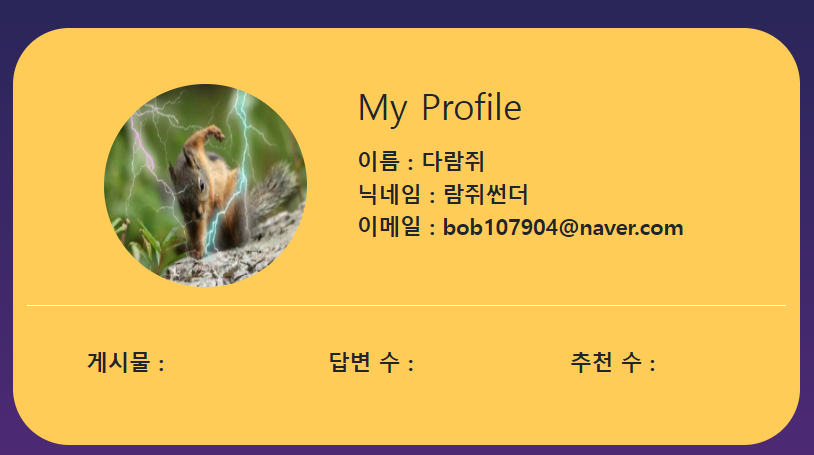 My Profile
이름 : 다람쥐
닉네임 : 람쥐썬더
이메일 : bob107904@naver.com
게시물 : 답변 수 : 추천 수 :